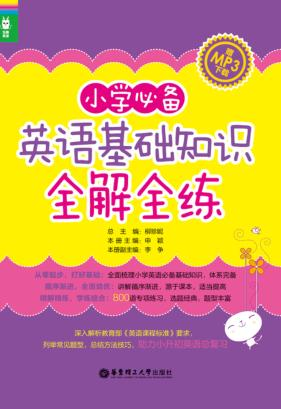 赠
MP3
下载
小学必备
英语基础知识
全解全练
总主编：柳珍妮
本册主编：申颖
本册副主编：李争
从零起步，打好基础：全面梳理小学英语必备基础知识，体系完备
循序渐进，全面提优：讲解循序渐进，源于课本，适当提高
精解精练，学练结合：800道专项练习，选题经典，题型丰富
深入解析教育部《英语课程标准》要求，
列举常见题型，总结方法技巧，助力小升初英语总复习
华东理工大学出版社